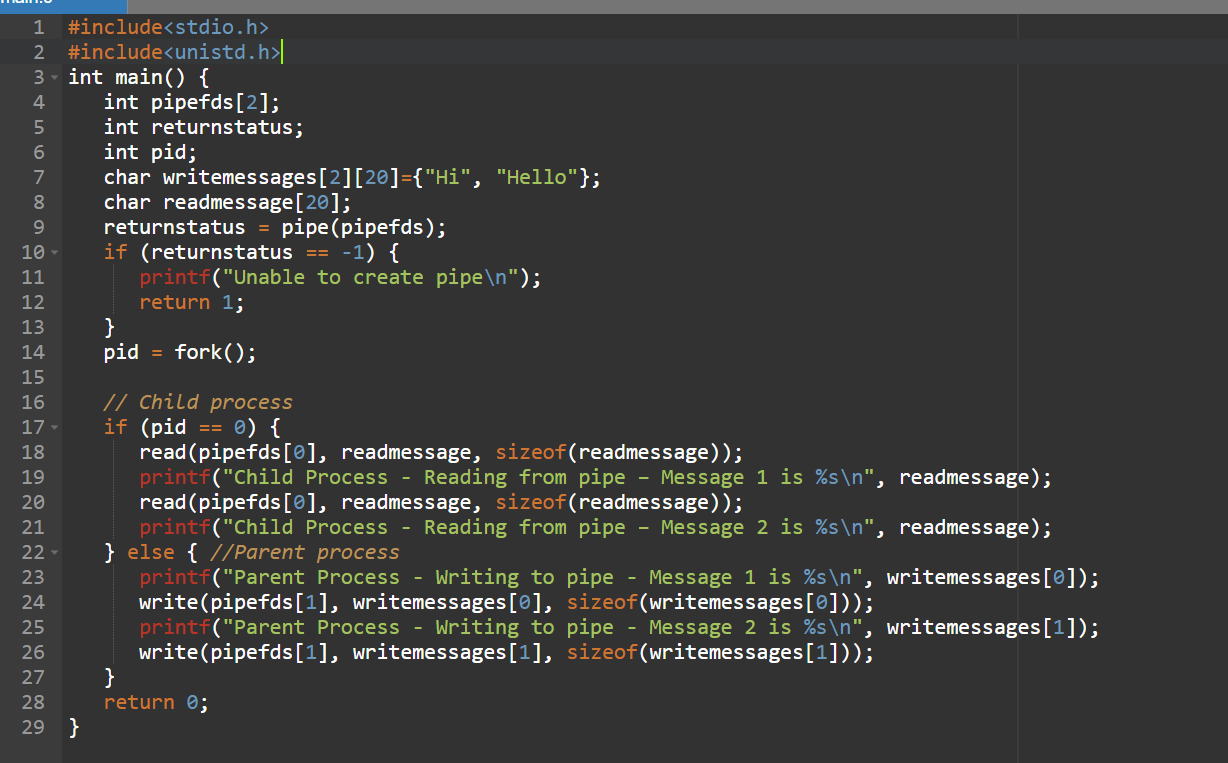 1 #include<stdio.h>
2 #include<unistd.h>
3 int main() {
4 int pipefds[2];
5 int returnstatus;
6 int pid;
7 char writemessages[2][20]={"Hi", "Hello"};
8 char readmessage[20];
9 returnstatus = pipe(pipefds);
10 if (returnstatus == -1) {
11 printf("Unable to create pipe\n");
12 return 1;
13 }
14 pid = fork();
15
16 // Child process
17 if (pid == 0) {
18 read(pipefds[0], readmessage, sizeof(readmessage));
19 printf("Child Process - Reading from pipe – Message 1 is %s\n", readmessage);
20 read(pipefds[0], readmessage, sizeof(readmessage));
21 printf("Child Process - Reading from pipe – Message 2 is %s\n", readmessage);
22 } else { //Parent process
23 printf("Parent Process - Writing to pipe - Message 1 is %s\n", writemessages[0]);
24 write(pipefds[1], writemessages[0], sizeof(writemessages[0]));
25 printf("Parent Process - Writing to pipe - Message 2 is %s\n", writemessages[1]);
26 write(pipefds[1], writemessages[1], sizeof(writemessages[1]));
27 }
28 return 0;
29 }